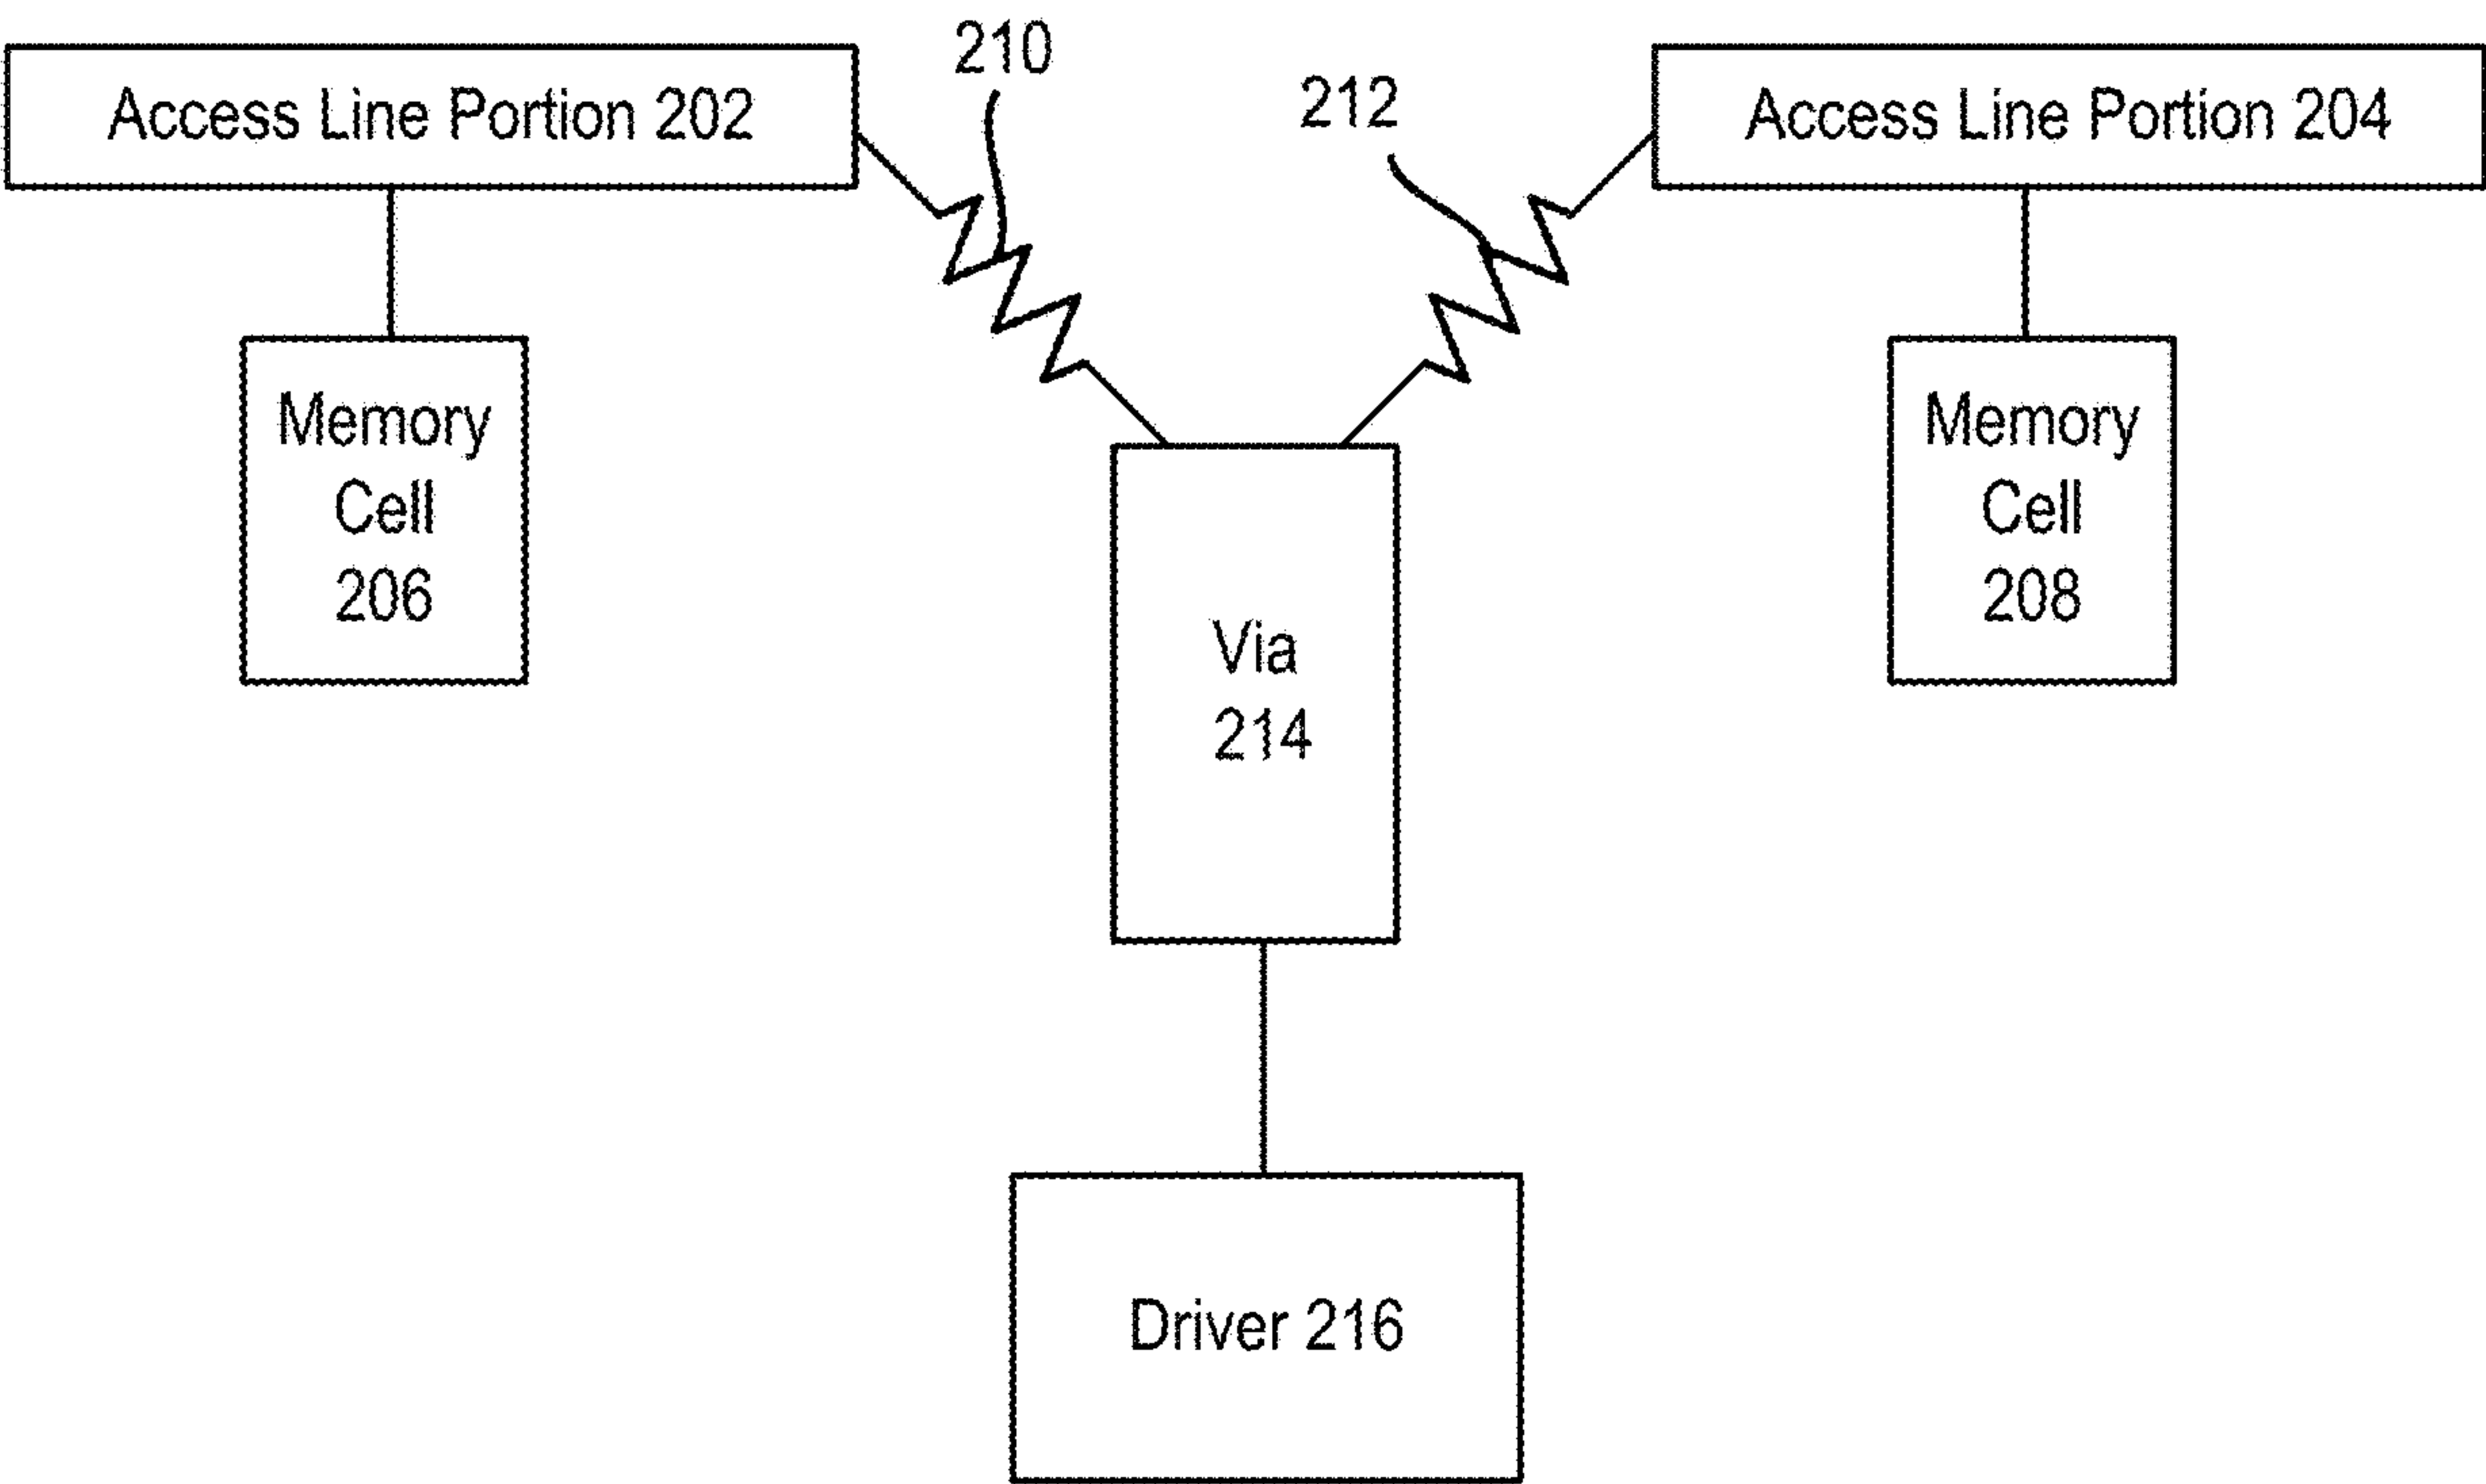 210
212
Access Line Portion 202
Access Line Portion 204
Memory
Cell
206
Memory
Cell
208
Via
214
Driver 216